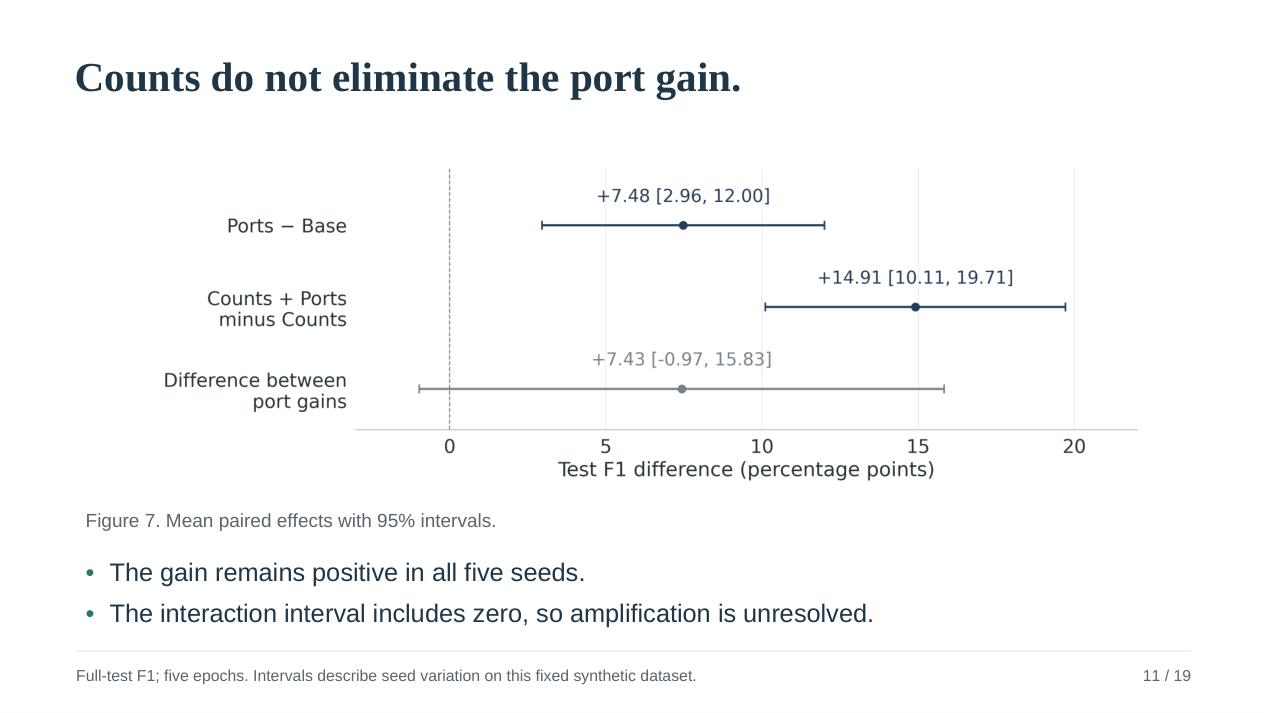 Counts do not eliminate the port gain.
+7.48 [2.96, 12.00]
Ports − Base
+14.91 [10.11, 19.71]
Counts + Ports
minus Counts
+7.43 [-0.97, 15.83]
Difference between
port gains
0 5 10 15 20
Test F1 difference (percentage points)
Figure 7. Mean paired effects with 95% intervals.
• The gain remains positive in all five seeds.
• The interaction interval includes zero, so amplification is unresolved.
Full-test F1; five epochs. Intervals describe seed variation on this fixed synthetic dataset. 11 / 19